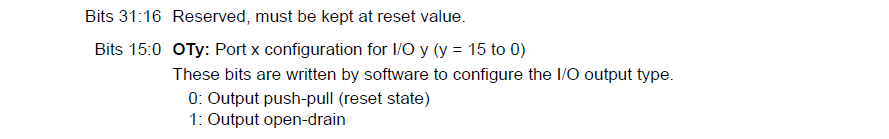 Bits 31:16 Reserved, must be kept at reset value.
Bits 15:0 OTy: Port x configuration for I/O y (y = 15 to 0)
These bits are written by software to configure the I/O output type.
0: Output push-pull (reset state)
1: Output open-drain